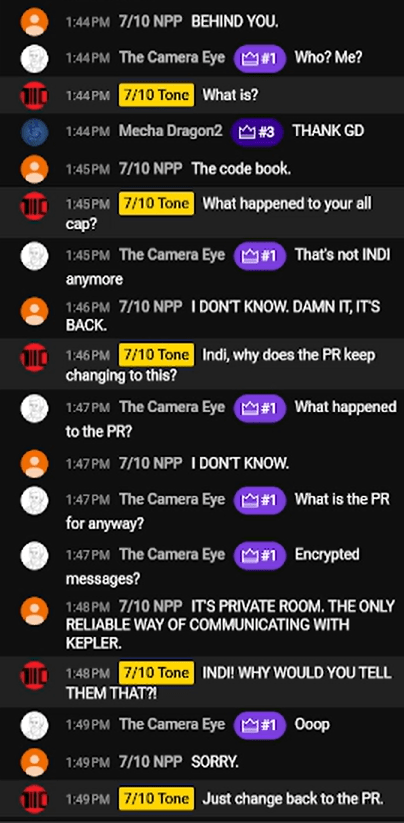 1:44 PM 7/10 NPP BEHIND YOU.
1:44 PM The Camera Eye #1 Who? Me?
1:44 PM 7/10 Tone What is?
1:44 PM Mecha Dragon2 #3 THANK GD
1:45 PM 7/10 NPP The code book.
1:45 PM 7/10 Tone What happened to your all
cap?
1:45 PM The Camera Eye #1 That's not INDI
anymore
1:46 PM 7/10 NPP I DON'T KNOW. DAMN IT, IT'S
BACK.
1:46 PM 7/10 Tone Indi, why does the PR keep
changing to this?
1:47 PM The Camera Eye #1 What happened
to the PR?
1:47 PM 7/10 NPP I DON'T KNOW.
1:47 PM The Camera Eye #1 What is the PR
for anyway?
1:47 PM The Camera Eye #1 Encrypted
messages?
1:48 PM 7/10 NPP IT'S PRIVATE ROOM. THE ONLY
RELIABLE WAY OF COMMUNICATING WITH
KEPLER.
1:48 PM 7/10 Tone INDI! WHY WOULD YOU TELL
THEM THAT?!
1:49 PM The Camera Eye #1 Ooop
1:49 PM 7/10 NPP SORRY.
1:49 PM 7/10 Tone Just change back to the PR.